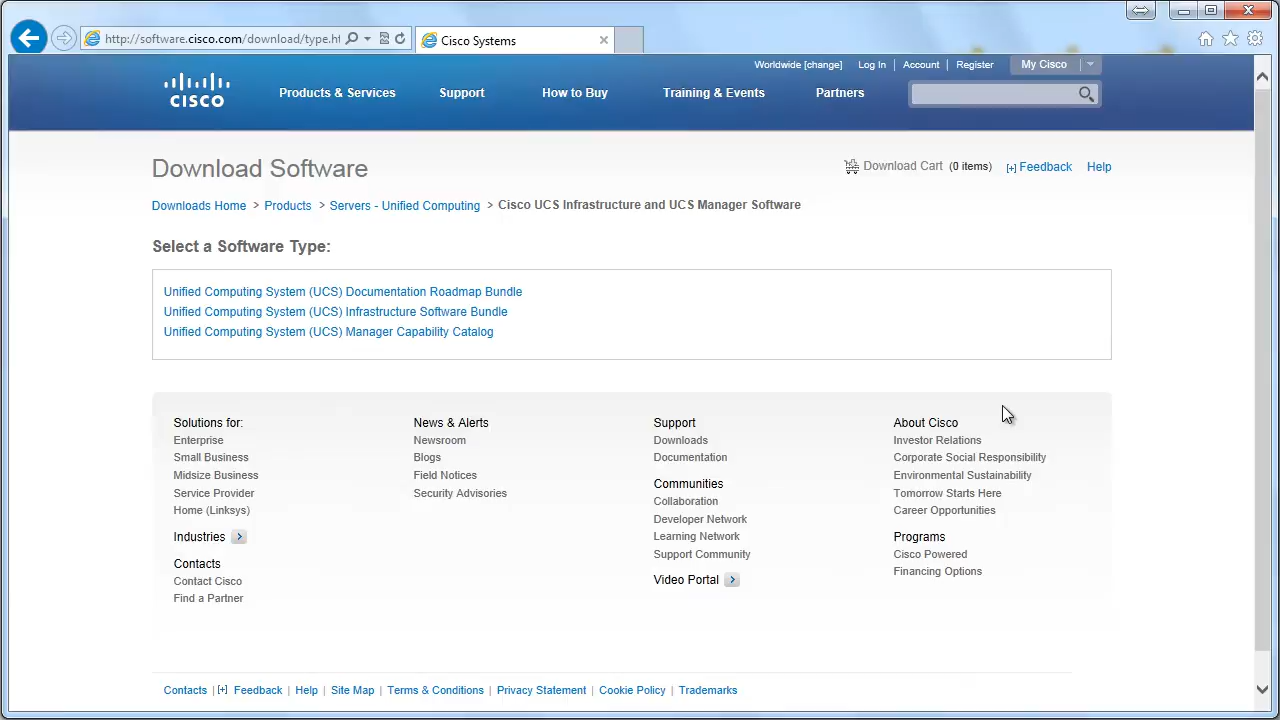 http://software.cisco.com/download/type.ht
Cisco Systems
Worldwide [change] Log In Account Register My Cisco
CISCO
Products & Services Support How to Buy Training & Events Partners
Download Software
Download Cart (0 items) [+] Feedback Help
Downloads Home > Products > Servers - Unified Computing > Cisco UCS Infrastructure and UCS Manager Software
Select a Software Type:
Unified Computing System (UCS) Documentation Roadmap Bundle
Unified Computing System (UCS) Infrastructure Software Bundle
Unified Computing System (UCS) Manager Capability Catalog
Solutions for:
Enterprise
Small Business
Midsize Business
Service Provider
Home (Linksys)
Industries
Contacts
Contact Cisco
Find a Partner
News & Alerts
Newsroom
Blogs
Field Notices
Security Advisories
Support
Downloads
Documentation
Communities
Collaboration
Developer Network
Learning Network
Support Community
Video Portal
About Cisco
Investor Relations
Corporate Social Responsibility
Environmental Sustainability
Tomorrow Starts Here
Career Opportunities
Programs
Cisco Powered
Financing Options
Contacts | [+] Feedback | Help | Site Map | Terms & Conditions | Privacy Statement | Cookie Policy | Trademarks